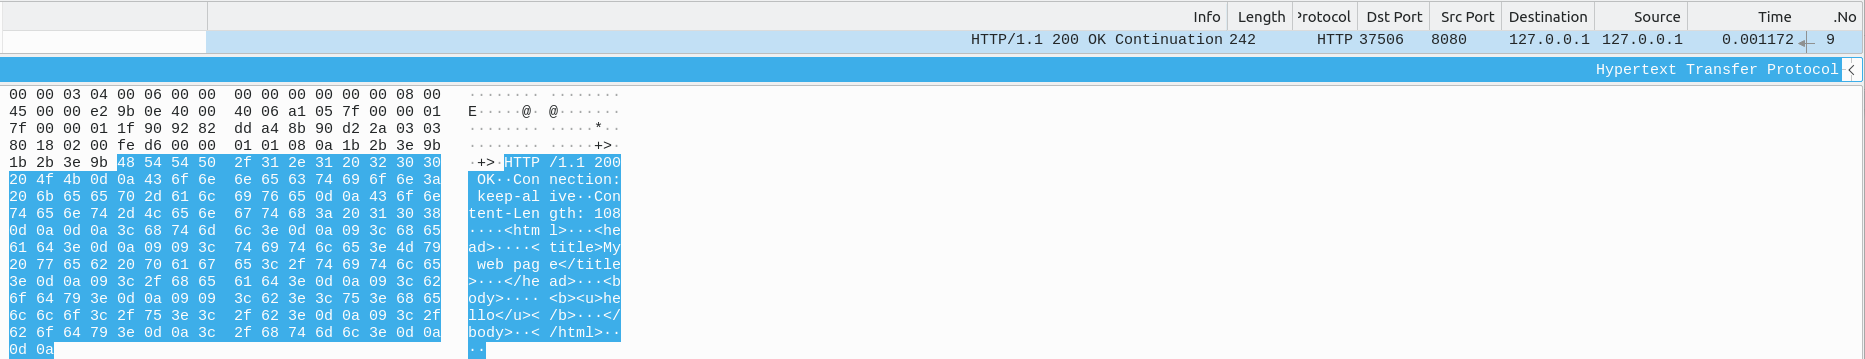 Info Length Protocol Dst Port Src Port Destination Source Time .No
HTTP/1.1 200 OK Continuation 242 HTTP 37506 8080 127.0.0.1 127.0.0.1 0.001172 9
Hypertext Transfer Protocol
00 00 03 04 00 06 00 00 00 00 00 00 00 00 08 00 ········ ········
45 00 00 e2 9b 0e 40 00 40 06 a1 05 7f 00 00 01 E·····@· @·······
7f 00 00 01 1f 90 92 82 dd a4 8b 90 d2 2a 03 03 ········ ·····*··
80 18 02 00 fe d6 00 00 01 01 08 0a 1b 2b 3e 9b ········ ·····+>·
1b 2b 3e 9b 48 54 54 50 2f 31 2e 31 20 32 30 30 ·+>·HTTP /1.1 200
20 4f 4b 0d 0a 43 6f 6e 6e 65 63 74 69 6f 6e 3a OK··Con nection:
20 6b 65 65 70 2d 61 6c 69 76 65 0d 0a 43 6f 6e keep-al ive··Con
74 65 6e 74 2d 4c 65 6e 67 74 68 3a 20 31 30 38 tent-Len gth: 108
0d 0a 0d 0a 3c 68 74 6d 6c 3e 0d 0a 09 3c 68 65 ····<htm l>···<he
61 64 3e 0d 0a 09 09 3c 74 69 74 6c 65 3e 4d 79 ad>····< title>My
20 77 65 62 20 70 61 67 65 3c 2f 74 69 74 6c 65 web pag e</title
3e 0d 0a 09 3c 2f 68 65 61 64 3e 0d 0a 09 3c 62 >···</he ad>···<b
6f 64 79 3e 0d 0a 09 09 3c 62 3e 3c 75 3e 68 65 ody>···· <b><u>he
6c 6c 6f 3c 2f 75 3e 3c 2f 62 3e 0d 0a 09 3c 2f llo</u>< /b>···</
62 6f 64 79 3e 0d 0a 3c 2f 68 74 6d 6c 3e 0d 0a body>··< /html>··
0d 0a ··